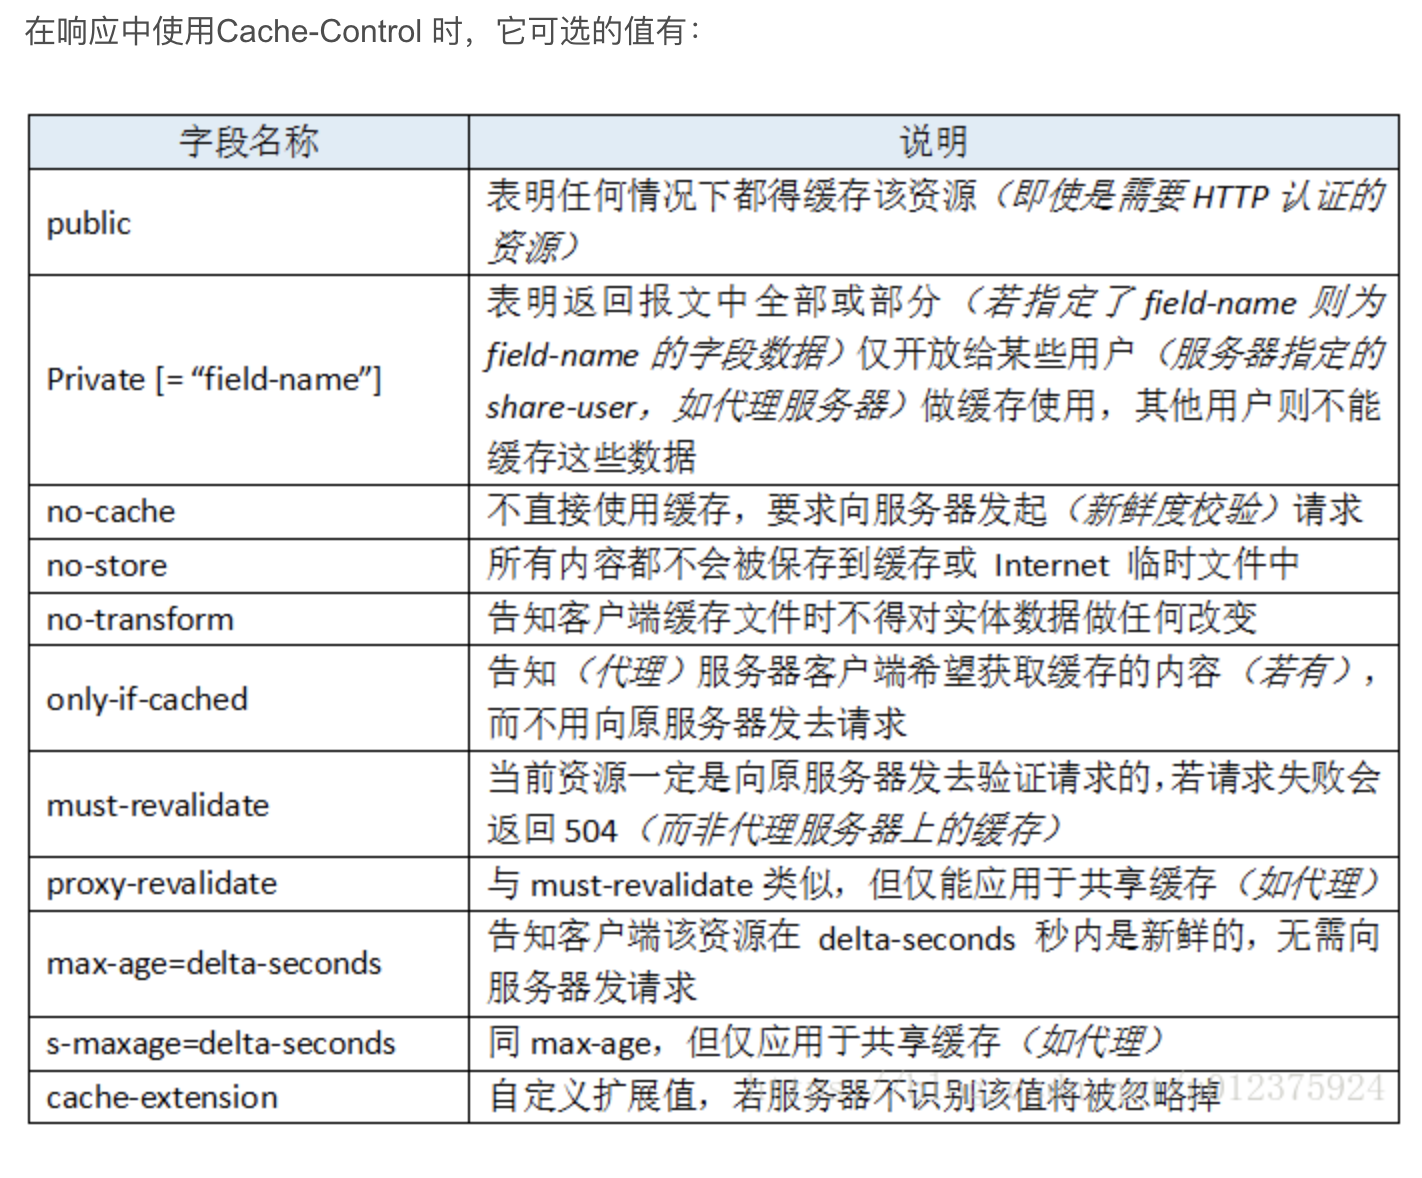 在响应中使用Cache-Control 时，它可选的值有：
字段名称
说明
public
表明任何情况下都得缓存该资源（即使是需要 HTTP 认证的
资源）
Private [= “field-name”]
表明返回报文中全部或部分（若指定了 field-name 则为
field-name 的字段数据）仅开放给某些用户（服务器指定的
share-user，如代理服务器）做缓存使用，其他用户则不能
缓存这些数据
no-cache
不直接使用缓存，要求向服务器发起（新鲜度校验）请求
no-store
所有内容都不会被保存到缓存或 Internet 临时文件中
no-transform
告知客户端缓存文件时不得对实体数据做任何改变
only-if-cached
告知（代理）服务器客户端希望获取缓存的内容（若有），
而不用向原服务器发去请求
must-revalidate
当前资源一定是向原服务器发去验证请求的，若请求失败会
返回 504（而非代理服务器上的缓存）
proxy-revalidate
与 must-revalidate 类似，但仅能应用于共享缓存（如代理）
max-age=delta-seconds
告知客户端该资源在 delta-seconds 秒内是新鲜的，无需向
服务器发请求
s-maxage=delta-seconds
同 max-age，但仅应用于共享缓存（如代理）
cache-extension
自定义扩展值，若服务器不识别该值将被忽略掉